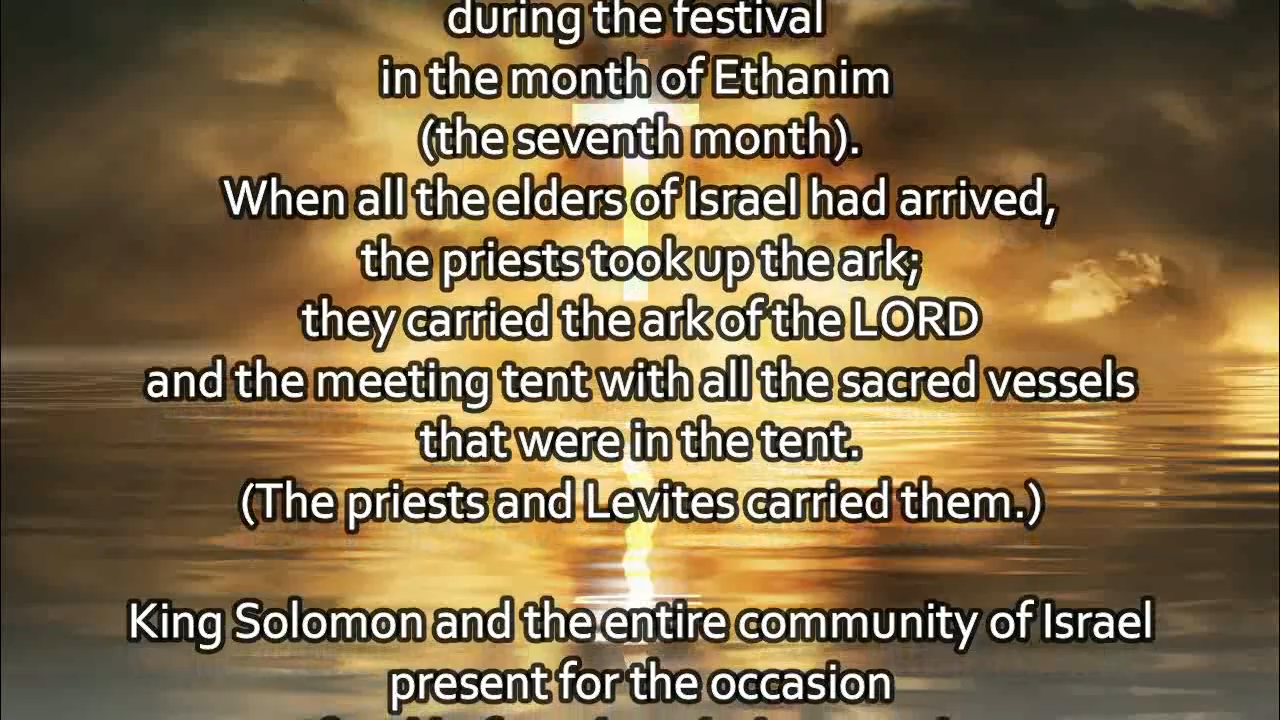 during the festival
in the month of Ethanim
(the seventh month).
When all the elders of Israel had arrived,
the priests took up the ark;
they carried the ark of the LORD
and the meeting tent with all the sacred vessels
that were in the tent.
(The priests and Levites carried them.)
King Solomon and the entire community of Israel
present for the occasion